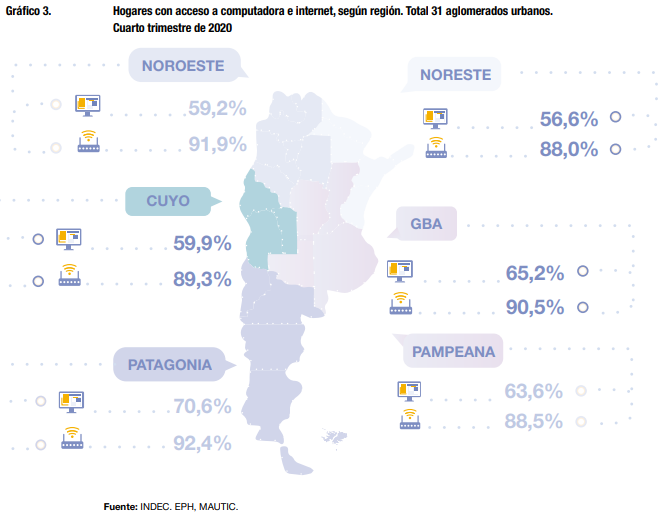 Gráfico 3.
Hogares con acceso a computadora e internet, según región. Total 31 aglomerados urbanos.
Cuarto trimestre de 2020
NOROESTE
59,2%
91,9%
NORESTE
56,6%
88,0%
CUYO
59,9%
89,3%
GBA
65,2%
90,5%
PATAGONIA
70,6%
92,4%
PAMPEANA
63,6%
88,5%
Fuente: INDEC. EPH, MAUTIC.